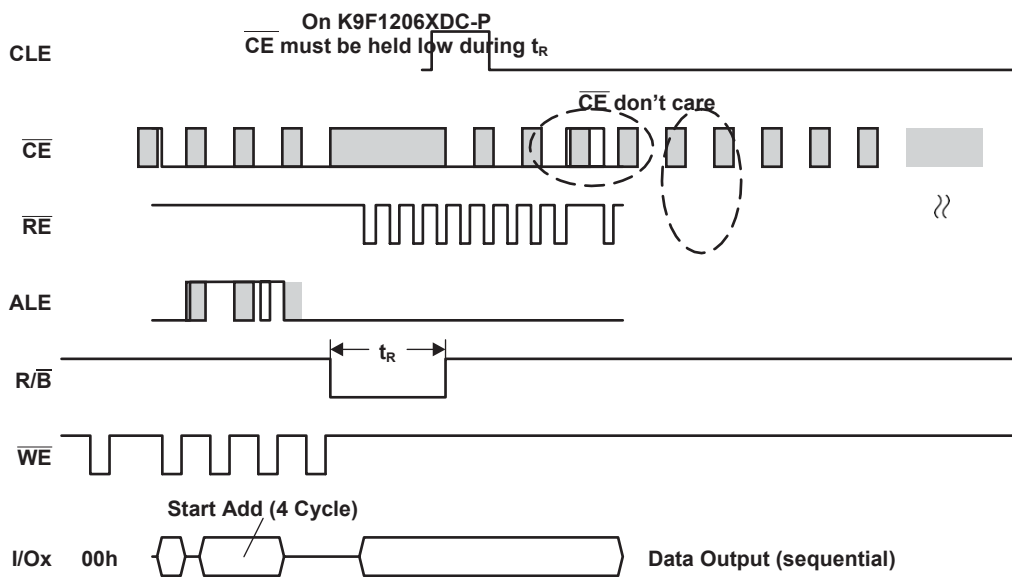 On K9F1206XDC-P
CE must be held low during tR
CLE
CE don't care
CE
RE
ALE
tR
R/B
WE
Start Add (4 Cycle)
I/Ox 00h Data Output (sequential)